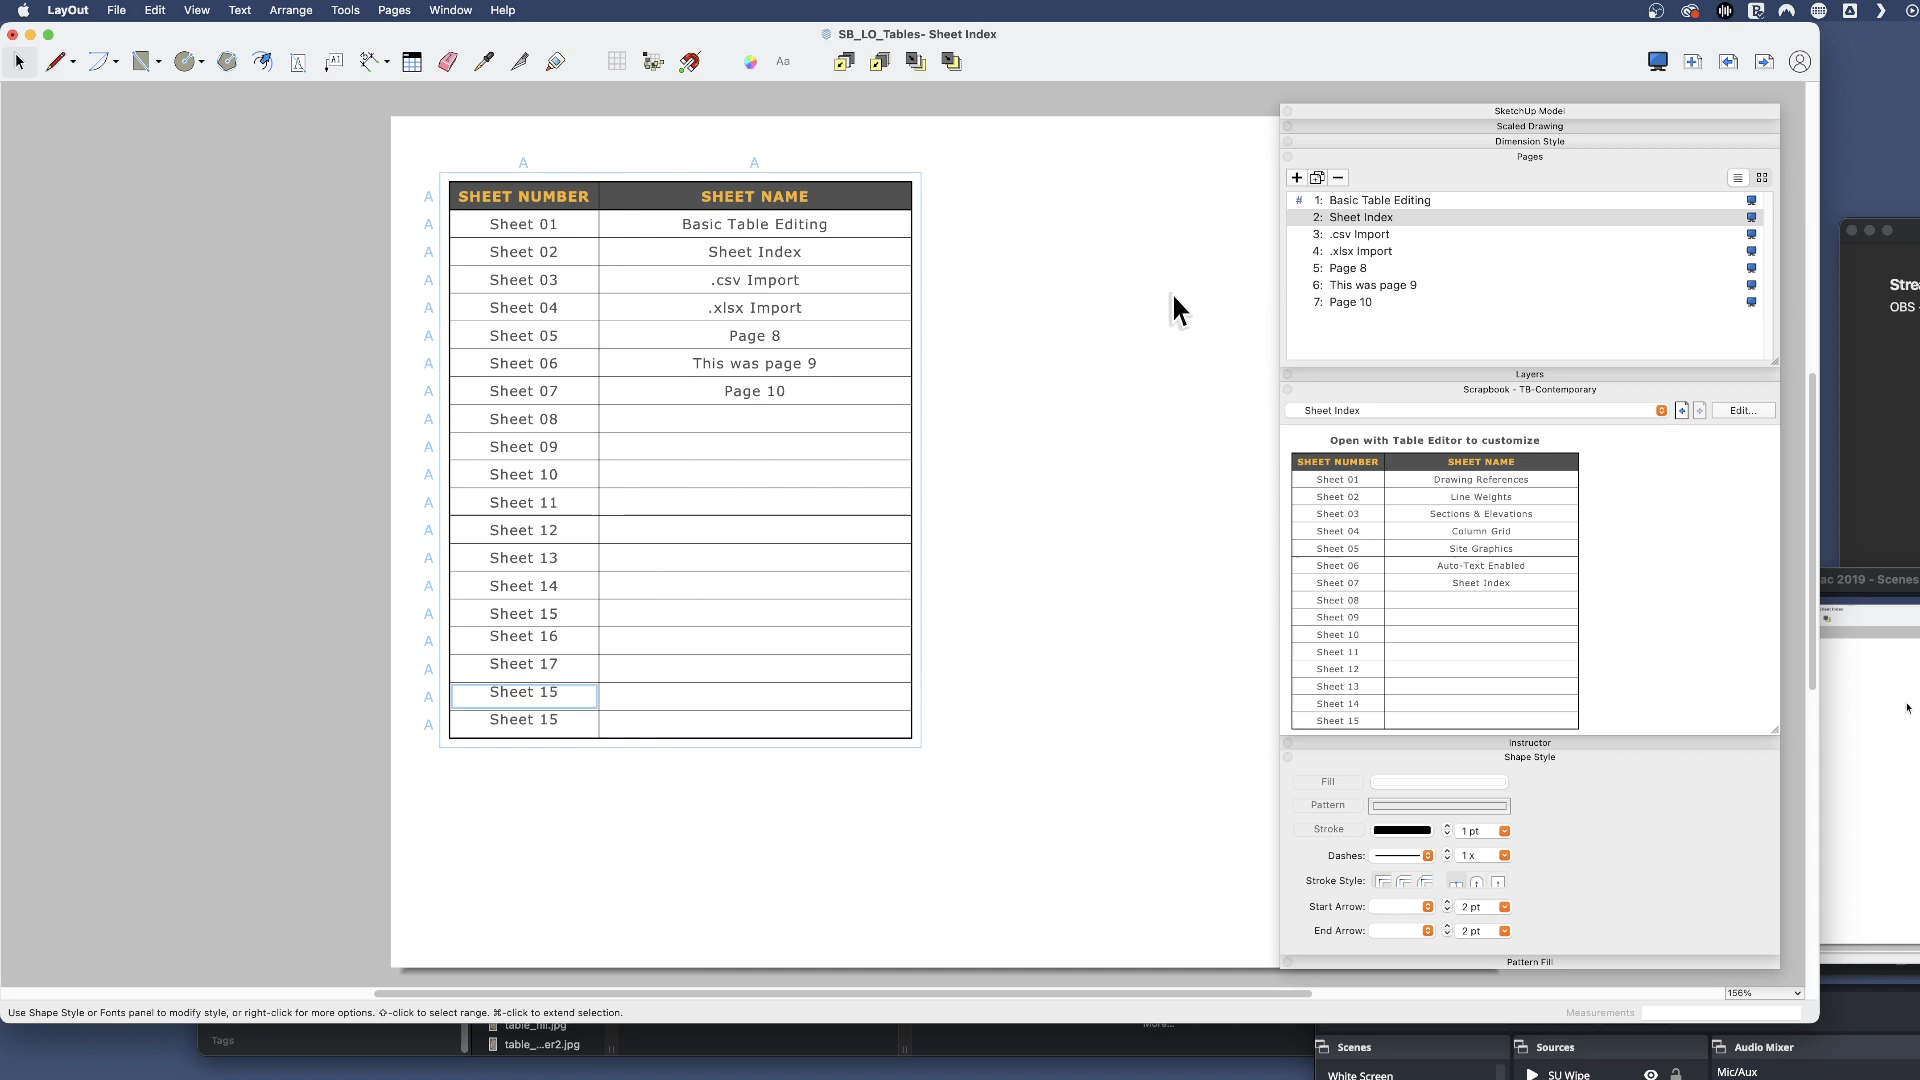 LayOut File Edit View Text Arrange Tools Pages Window Help
SB_LO_Tables- Sheet Index
Aa
A A
A SHEET NUMBER SHEET NAME
A Sheet 01 Basic Table Editing
A Sheet 02 Sheet Index
A Sheet 03 .csv Import
A Sheet 04 .xlsx Import
A Sheet 05 Page 8
A Sheet 06 This was page 9
A Sheet 07 Page 10
A Sheet 08
A Sheet 09
A Sheet 10
A Sheet 11
A Sheet 12
A Sheet 13
A Sheet 14
A Sheet 15
A Sheet 16
A Sheet 17
A Sheet 15
A Sheet 15
SketchUp Model
Scaled Drawing
Dimension Style
Pages
# 1: Basic Table Editing
2: Sheet Index
3: .csv Import
4: .xlsx Import
5: Page 8
6: This was page 9
7: Page 10
Layers
Scrapbook - TB-Contemporary
Sheet Index Edit...
Open with Table Editor to customize
SHEET NUMBER SHEET NAME
Sheet 01 Drawing References
Sheet 02 Line Weights
Sheet 03 Sections & Elevations
Sheet 04 Column Grid
Sheet 05 Site Graphics
Sheet 06 Auto-Text Enabled
Sheet 07 Sheet Index
Sheet 08
Sheet 09
Sheet 10
Sheet 11
Sheet 12
Sheet 13
Sheet 14
Sheet 15
Instructor
Shape Style
Fill
Pattern
Stroke 1 pt
Dashes: 1 x
Stroke Style:
Start Arrow: 2 pt
End Arrow: 2 pt
Pattern Fill
156%
Use Shape Style or Fonts panel to modify style, or right-click for more options. ⇧-click to select range. ⌘-click to extend selection.
Measurements
Stre
OBS -
ac 2019 - Scenes
Tags
table_...er2.jpg
More...
Scenes Sources Audio Mixer
White Screen SU Wipe Mic/Aux